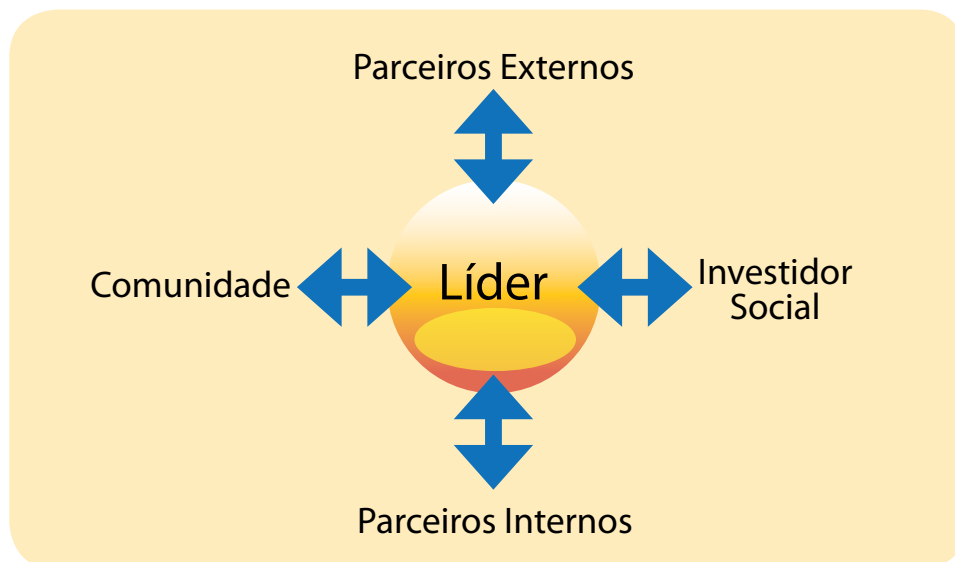 Parceiros Externos
Comunidade
Líder
Investidor
Social
Parceiros Internos